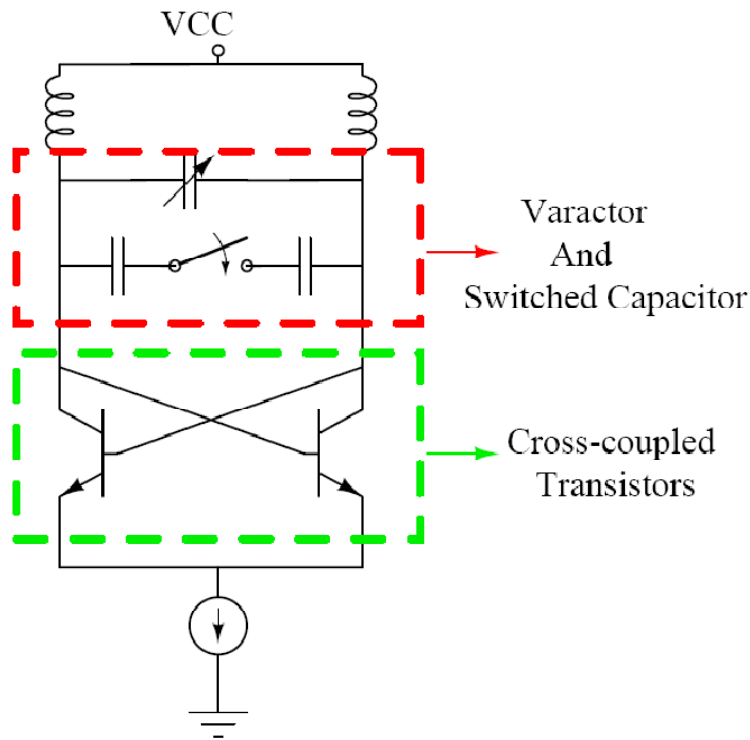 VCC
Varactor
And
Switched Capacitor
Cross-coupled
Transistors